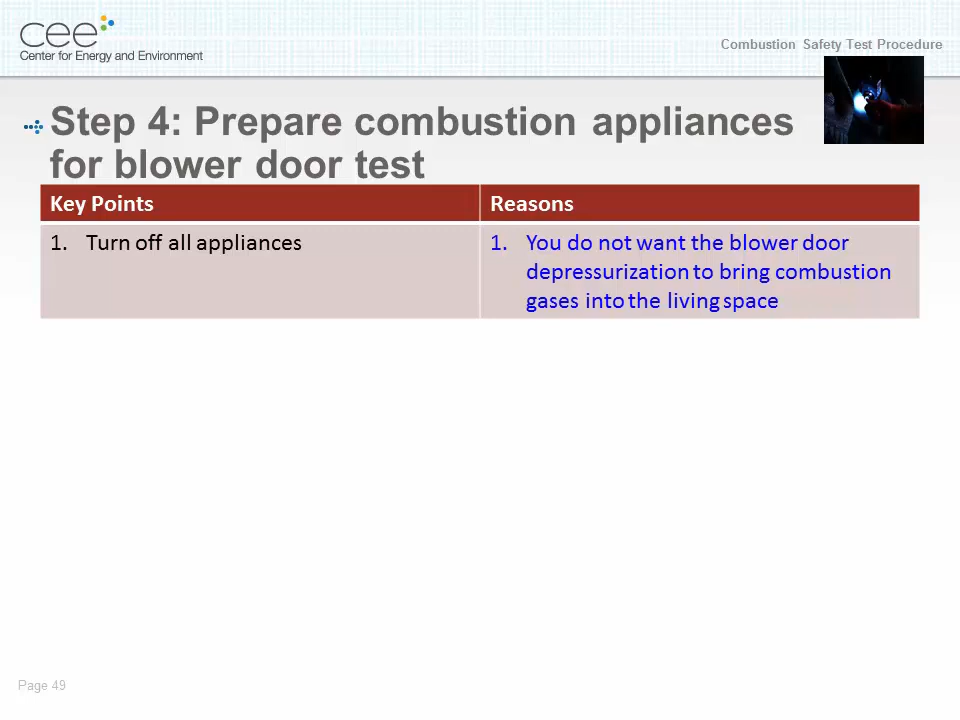 cee
Center for Energy and Environment
Combustion Safety Test Procedure
Step 4: Prepare combustion appliances
for blower door test
Key Points
Reasons
1. Turn off all appliances
1. You do not want the blower door
depressurization to bring combustion
gases into the living space
Page 49